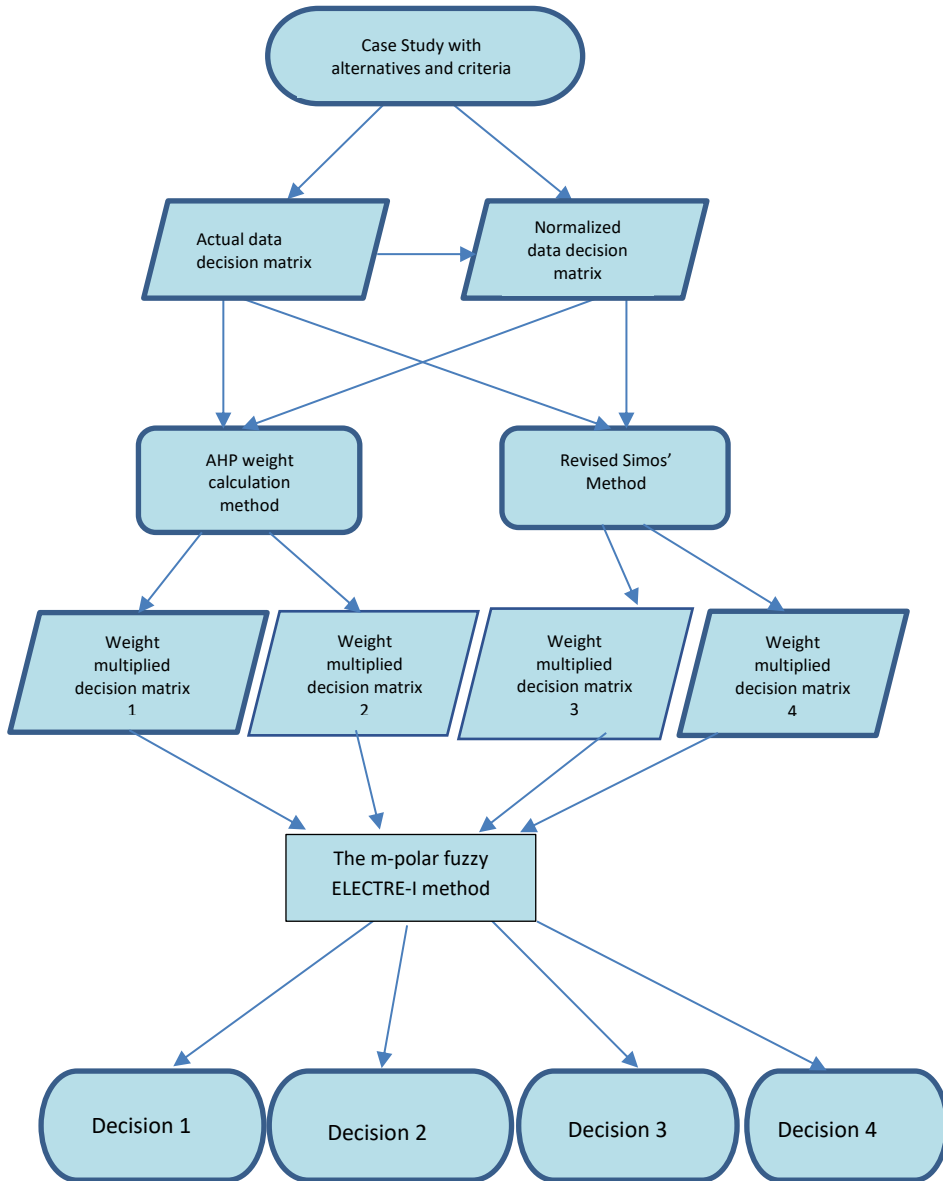 Case Study with
alternatives and criteria
Actual data
decision matrix
Normalized
data decision
matrix
AHP weight
calculation
method
Revised Simos’
Method
Weight
multiplied
decision matrix
1
Weight
multiplied
decision matrix
2
Weight
multiplied
decision matrix
3
Weight
multiplied
decision matrix
4
The m-polar fuzzy
ELECTRE-I method
Decision 1
Decision 2
Decision 3
Decision 4